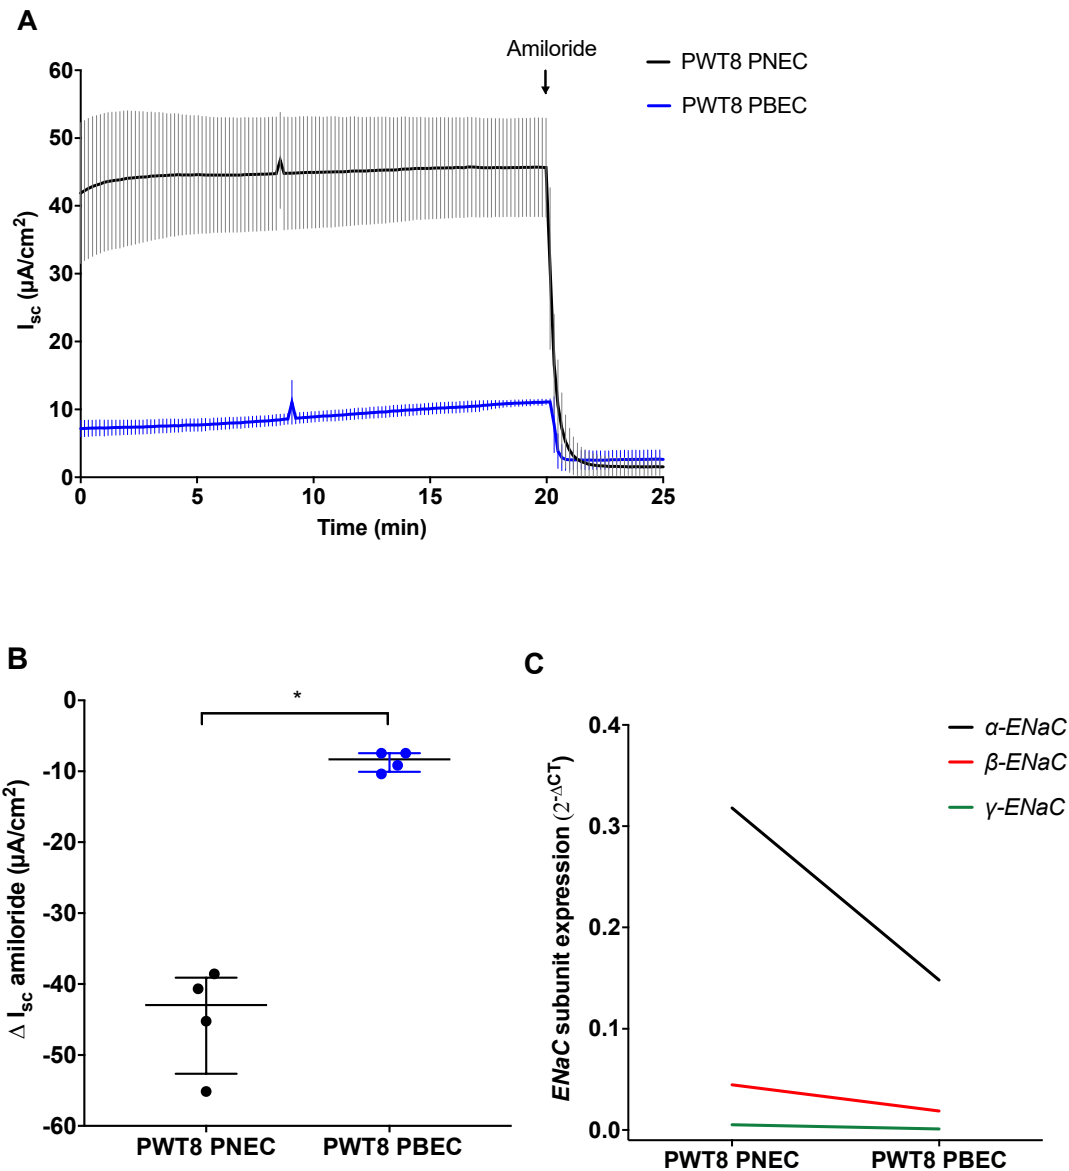 A
Amiloride
PWT8 PNEC
PWT8 PBEC
60
50
40
30
20
10
0
Isc (µA/cm2)
0 5 10 15 20 25
Time (min)
B
*
0
-10
-20
-30
-40
-50
-60
Δ Isc amiloride (µA/cm2)
PWT8 PNEC PWT8 PBEC
C
α-ENaC
β-ENaC
γ-ENaC
0.4
0.3
0.2
0.1
0.0
ENaC subunit expression (2-ΔCT)
PWT8 PNEC PWT8 PBEC